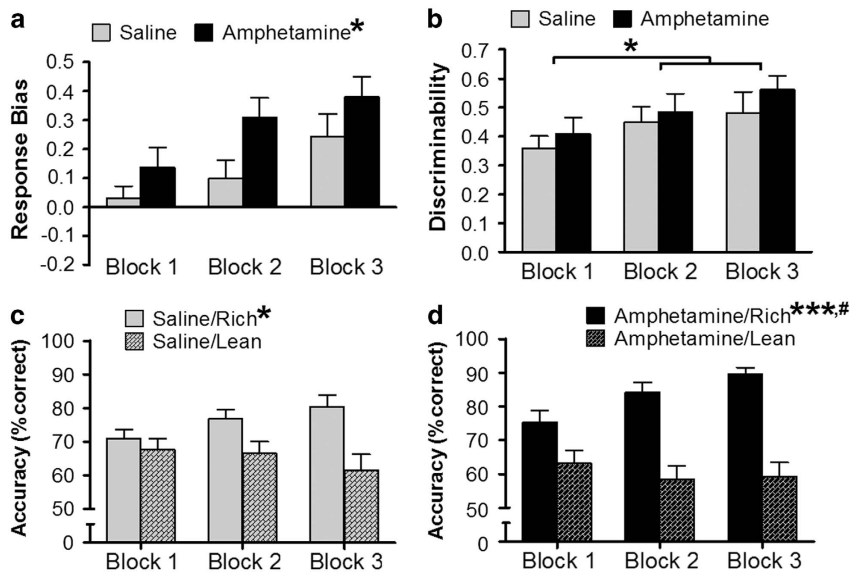 a
Saline Amphetamine*
Response Bias
0.5
0.4
0.3
0.2
0.1
0.0
-0.1
-0.2
Block 1 Block 2 Block 3
b
Saline Amphetamine
*
Discriminability
0.7
0.6
0.5
0.4
0.3
0.2
0.1
0.0
Block 1 Block 2 Block 3
c
Saline/Rich*
Saline/Lean
Accuracy (%correct)
100
90
80
70
60
50
0
Block 1 Block 2 Block 3
d
Amphetamine/Rich***,#
Amphetamine/Lean
Accuracy (%correct)
100
90
80
70
60
50
0
Block 1 Block 2 Block 3